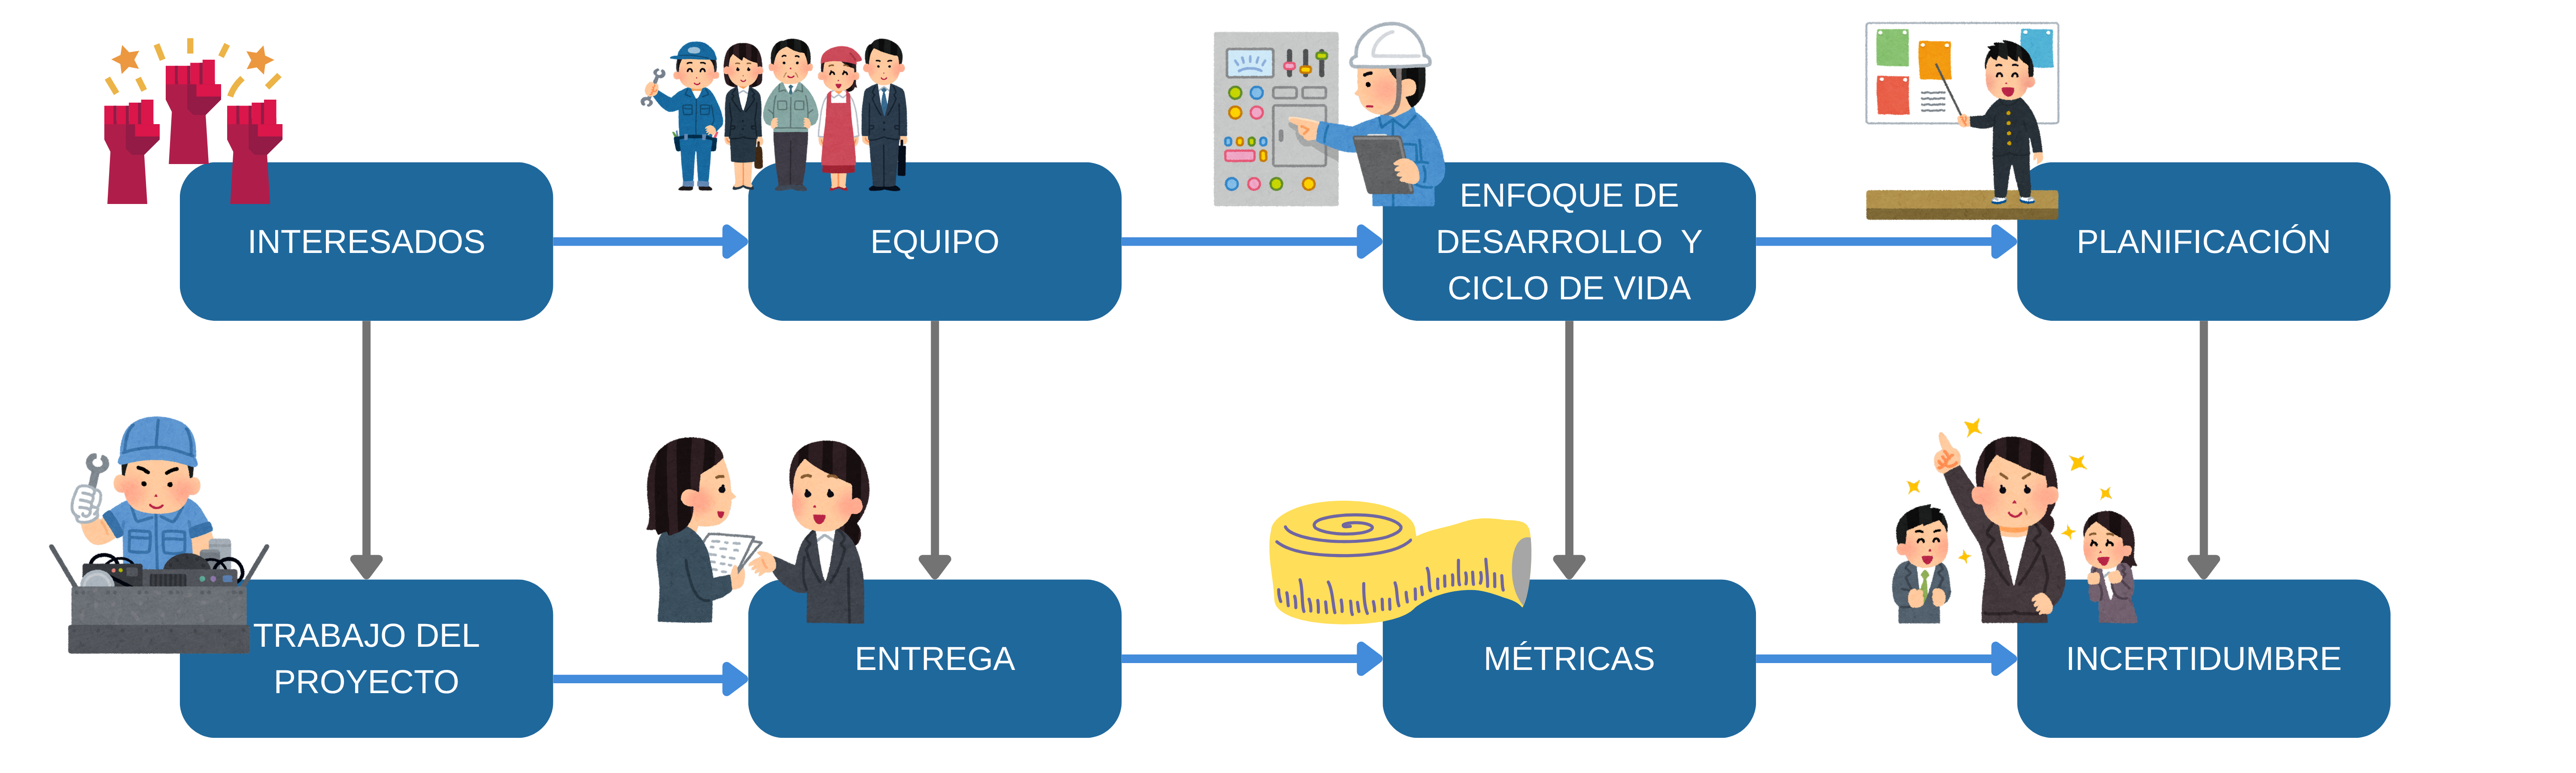 INTERESADOS
EQUIPO
ENFOQUE DE
DESARROLLO Y
CICLO DE VIDA
PLANIFICACIÓN
TRABAJO DEL
PROYECTO
ENTREGA
MÉTRICAS
INCERTIDUMBRE